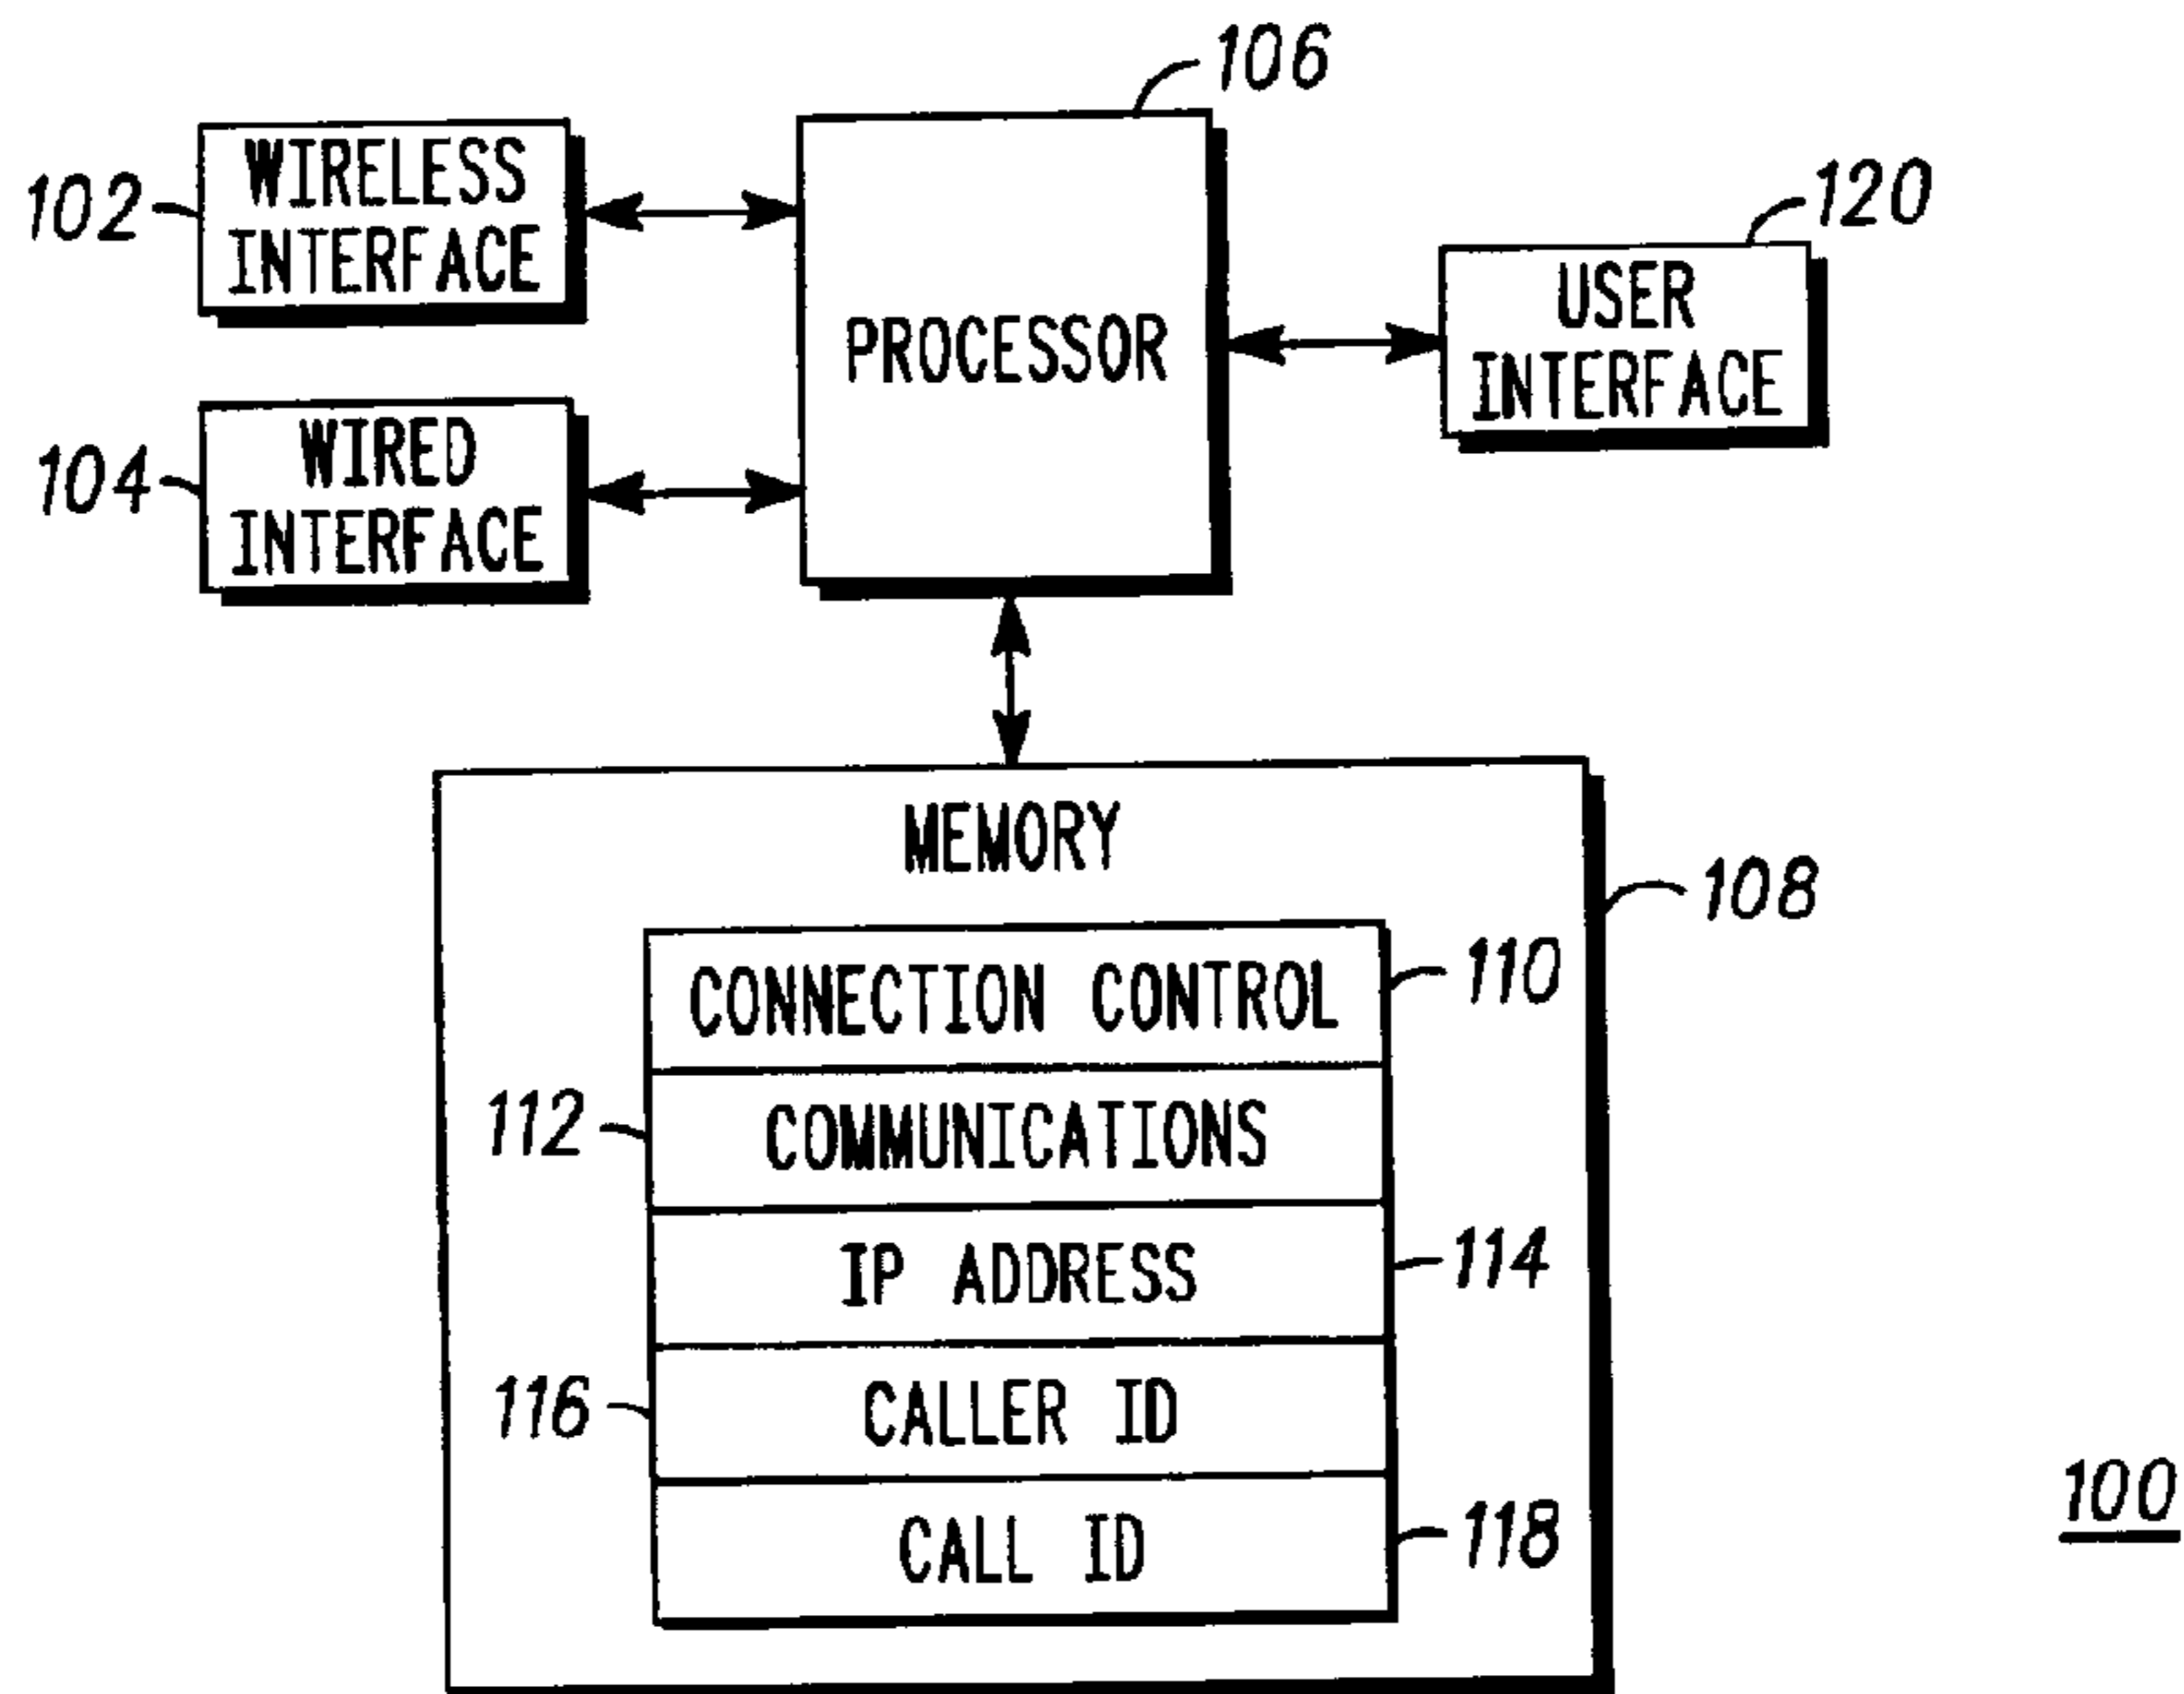 106
102
WIRELESS
INTERFACE
120
PROCESSOR
USER
INTERFACE
104
WIRED
INTERFACE
MEMORY
108
CONNECTION CONTROL
110
112
COMMUNICATIONS
IP ADDRESS
114
116
CALLER ID
CALL ID
118
100